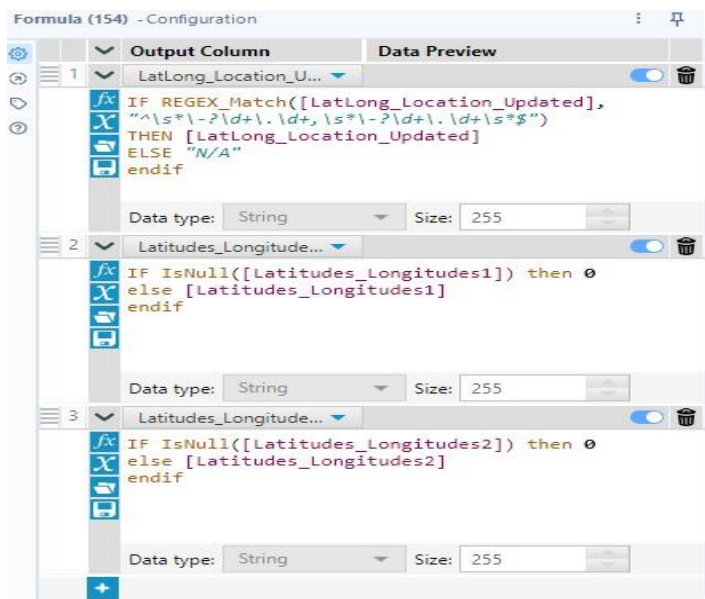 Formula (154) - Configuration
Output Column Data Preview
1 LatLong_Location_U...
IF REGEX_Match([LatLong_Location_Updated],
"^\s*\-?\d+\.\d+,\s*\-?\d+\.\d+\s*$")
THEN [LatLong_Location_Updated]
ELSE "N/A"
endif
Data type: String Size: 255
2 Latitudes_Longitude...
IF IsNull([Latitudes_Longitudes1]) then 0
else [Latitudes_Longitudes1]
endif
Data type: String Size: 255
3 Latitudes_Longitude...
IF IsNull([Latitudes_Longitudes2]) then 0
else [Latitudes_Longitudes2]
endif
Data type: String Size: 255